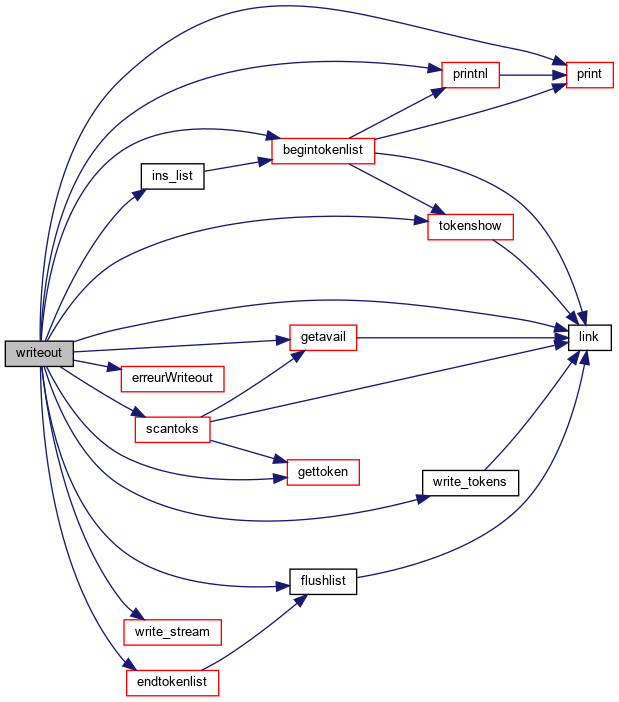 printnl
print
begintokenlist
ins_list
tokenshow
getavail
link
writeout
erreurWriteout
scantoks
gettoken
write_tokens
flushlist
write_stream
endtokenlist